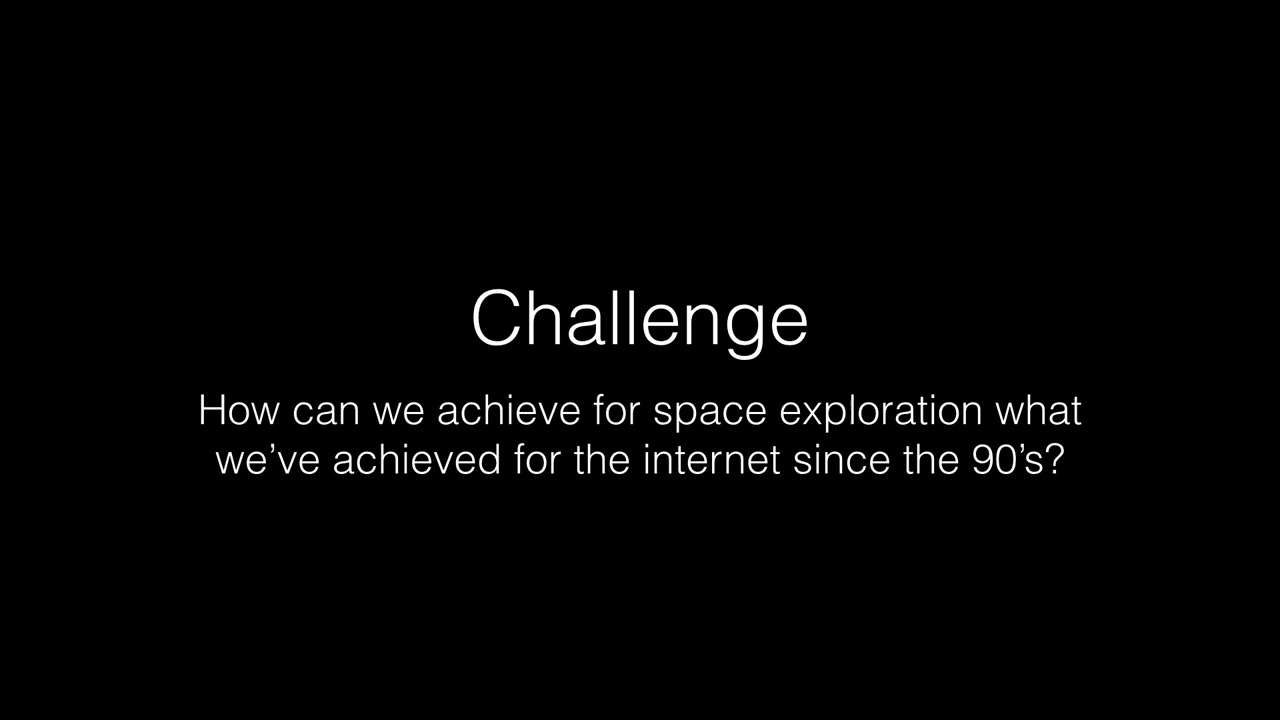 Challenge
How can we achieve for space exploration what
we’ve achieved for the internet since the 90’s?